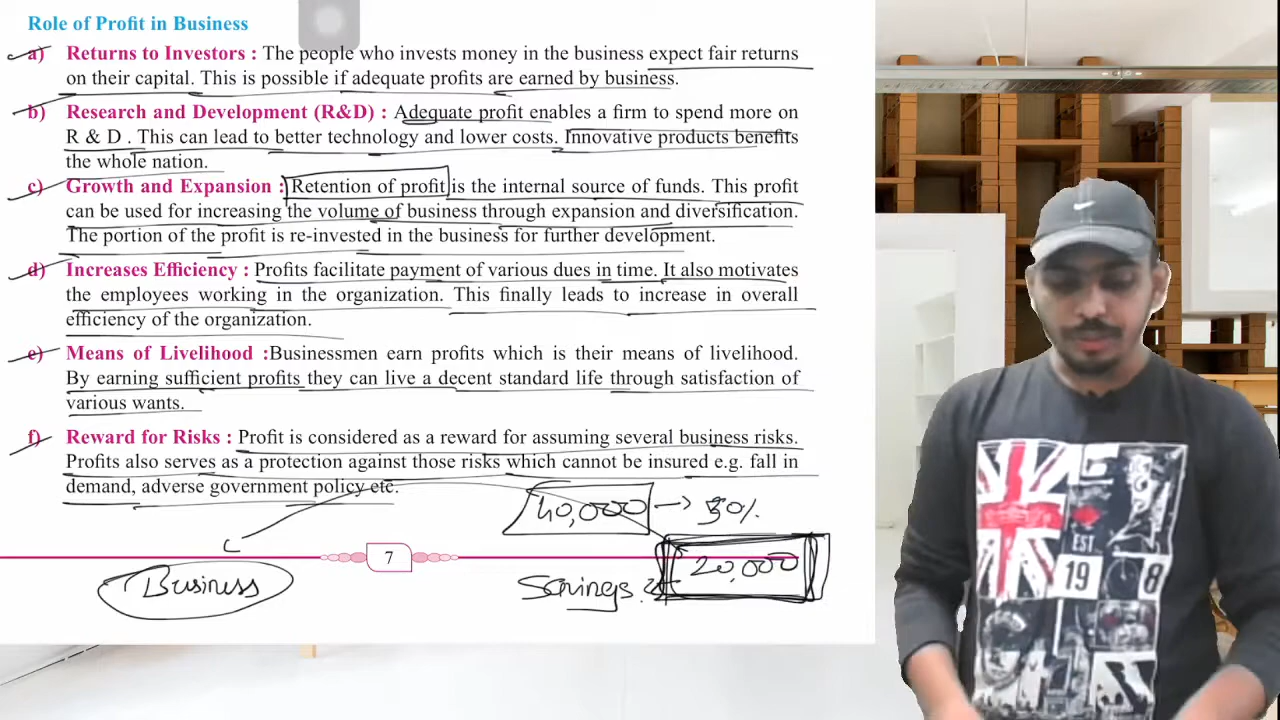 Role of Profit in Business
a) Returns to Investors : The people who invests money in the business expect fair returns
on their capital. This is possible if adequate profits are earned by business.
b) Research and Development (R&D) : Adequate profit enables a firm to spend more on
R & D . This can lead to better technology and lower costs. Innovative products benefits
the whole nation.
c) Growth and Expansion : Retention of profit is the internal source of funds. This profit
can be used for increasing the volume of business through expansion and diversification.
The portion of the profit is re-invested in the business for further development.
d) Increases Efficiency : Profits facilitate payment of various dues in time. It also motivates
the employees working in the organization. This finally leads to increase in overall
efficiency of the organization.
e) Means of Livelihood :Businessmen earn profits which is their means of livelihood.
By earning sufficient profits they can live a decent standard life through satisfaction of
various wants.
f) Reward for Risks : Profit is considered as a reward for assuming several business risks.
Profits also serves as a protection against those risks which cannot be insured e.g. fall in
demand, adverse government policy etc.
40,000 → 50%
7
20,000
Business
Savings
EST
19 8